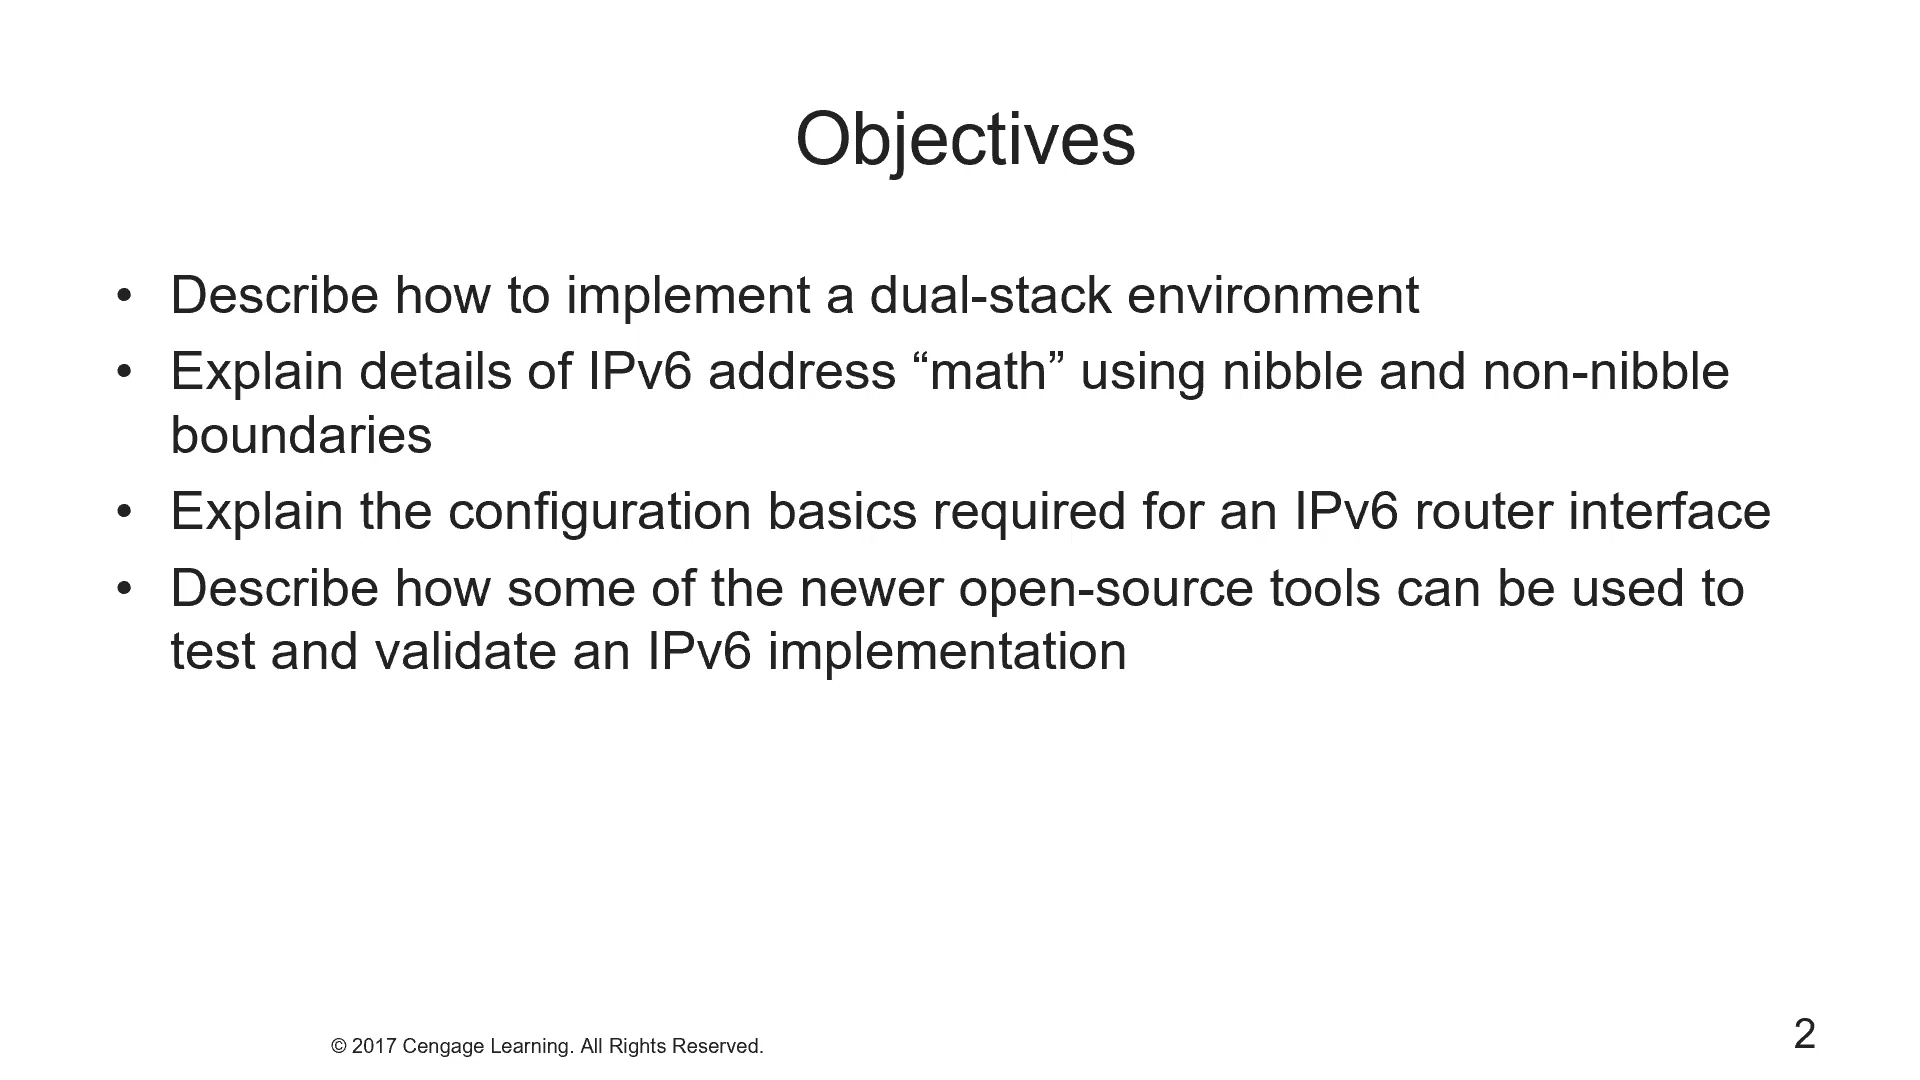 Objectives
• Describe how to implement a dual-stack environment
• Explain details of IPv6 address “math” using nibble and non-nibble
boundaries
• Explain the configuration basics required for an IPv6 router interface
• Describe how some of the newer open-source tools can be used to
test and validate an IPv6 implementation
© 2017 Cengage Learning. All Rights Reserved.
2